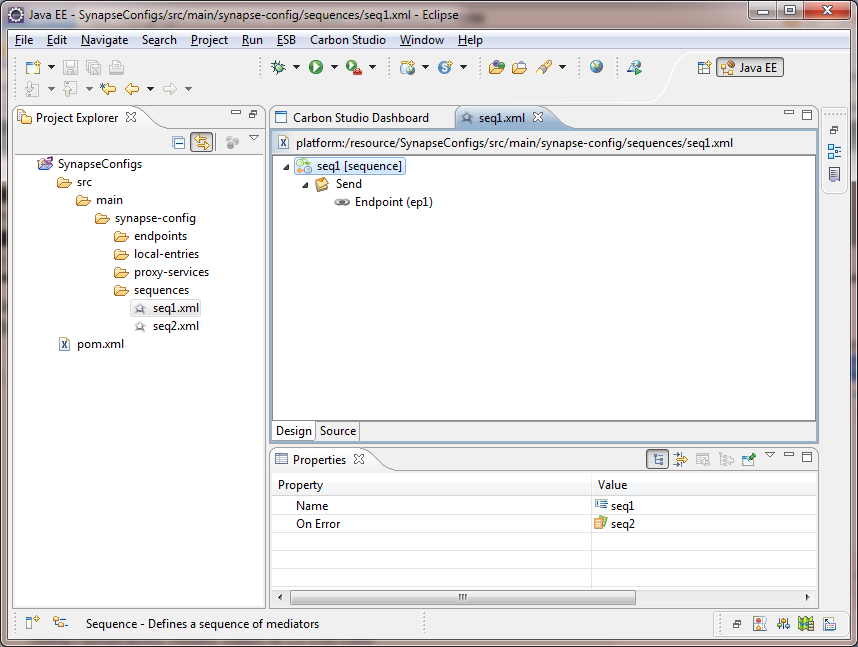 Java EE - SynapseConfigs/src/main/synapse-config/sequences/seq1.xml - Eclipse
File Edit Navigate Search Project Run ESB Carbon Studio Window Help
Java EE
Project Explorer
SynapseConfigs
src
main
synapse-config
endpoints
local-entries
proxy-services
sequences
seq1.xml
seq2.xml
pom.xml
Carbon Studio Dashboard seq1.xml
platform:/resource/SynapseConfigs/src/main/synapse-config/sequences/seq1.xml
seq1 [sequence]
Send
Endpoint (ep1)
Design Source
Properties
Property Value
Name seq1
On Error seq2
Sequence - Defines a sequence of mediators